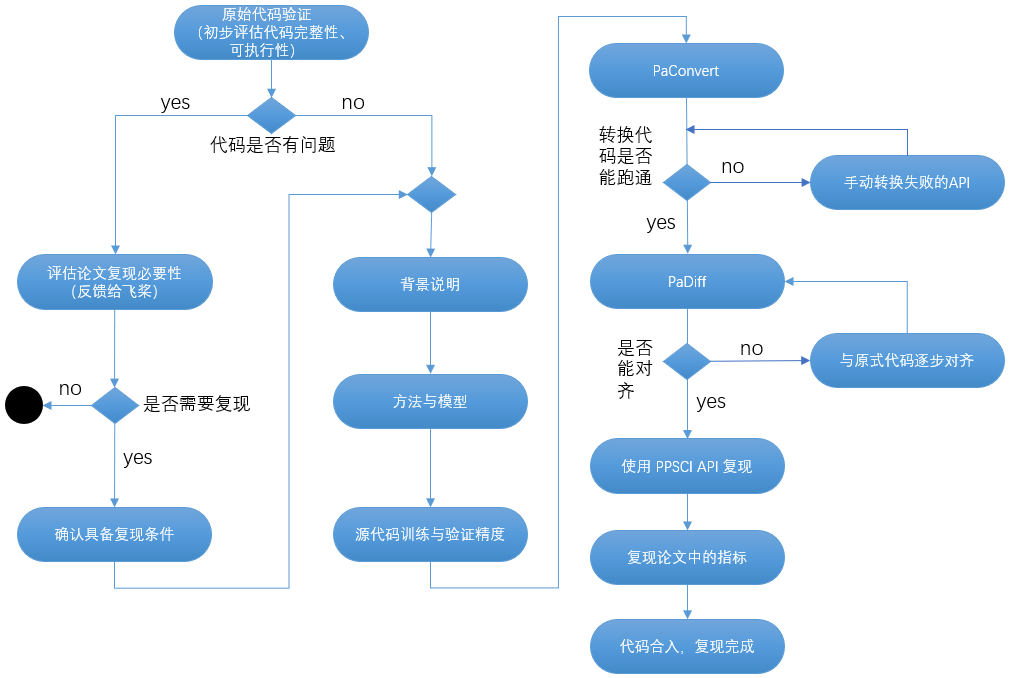 原始代码验证
（初步评估代码完整性、
可执行性）
yes
no
代码是否有问题
评估论文复现必要性
（反馈给飞桨）
no
是否需要复现
yes
确认具备复现条件
背景说明
方法与模型
源代码训练与验证精度
PaConvert
转换代
码是否
能跑通
no
手动转换失败的API
yes
PaDiff
是否
能对
齐
no
与原式代码逐步对齐
yes
使用 PPSCI API 复现
复现论文中的指标
代码合入，复现完成